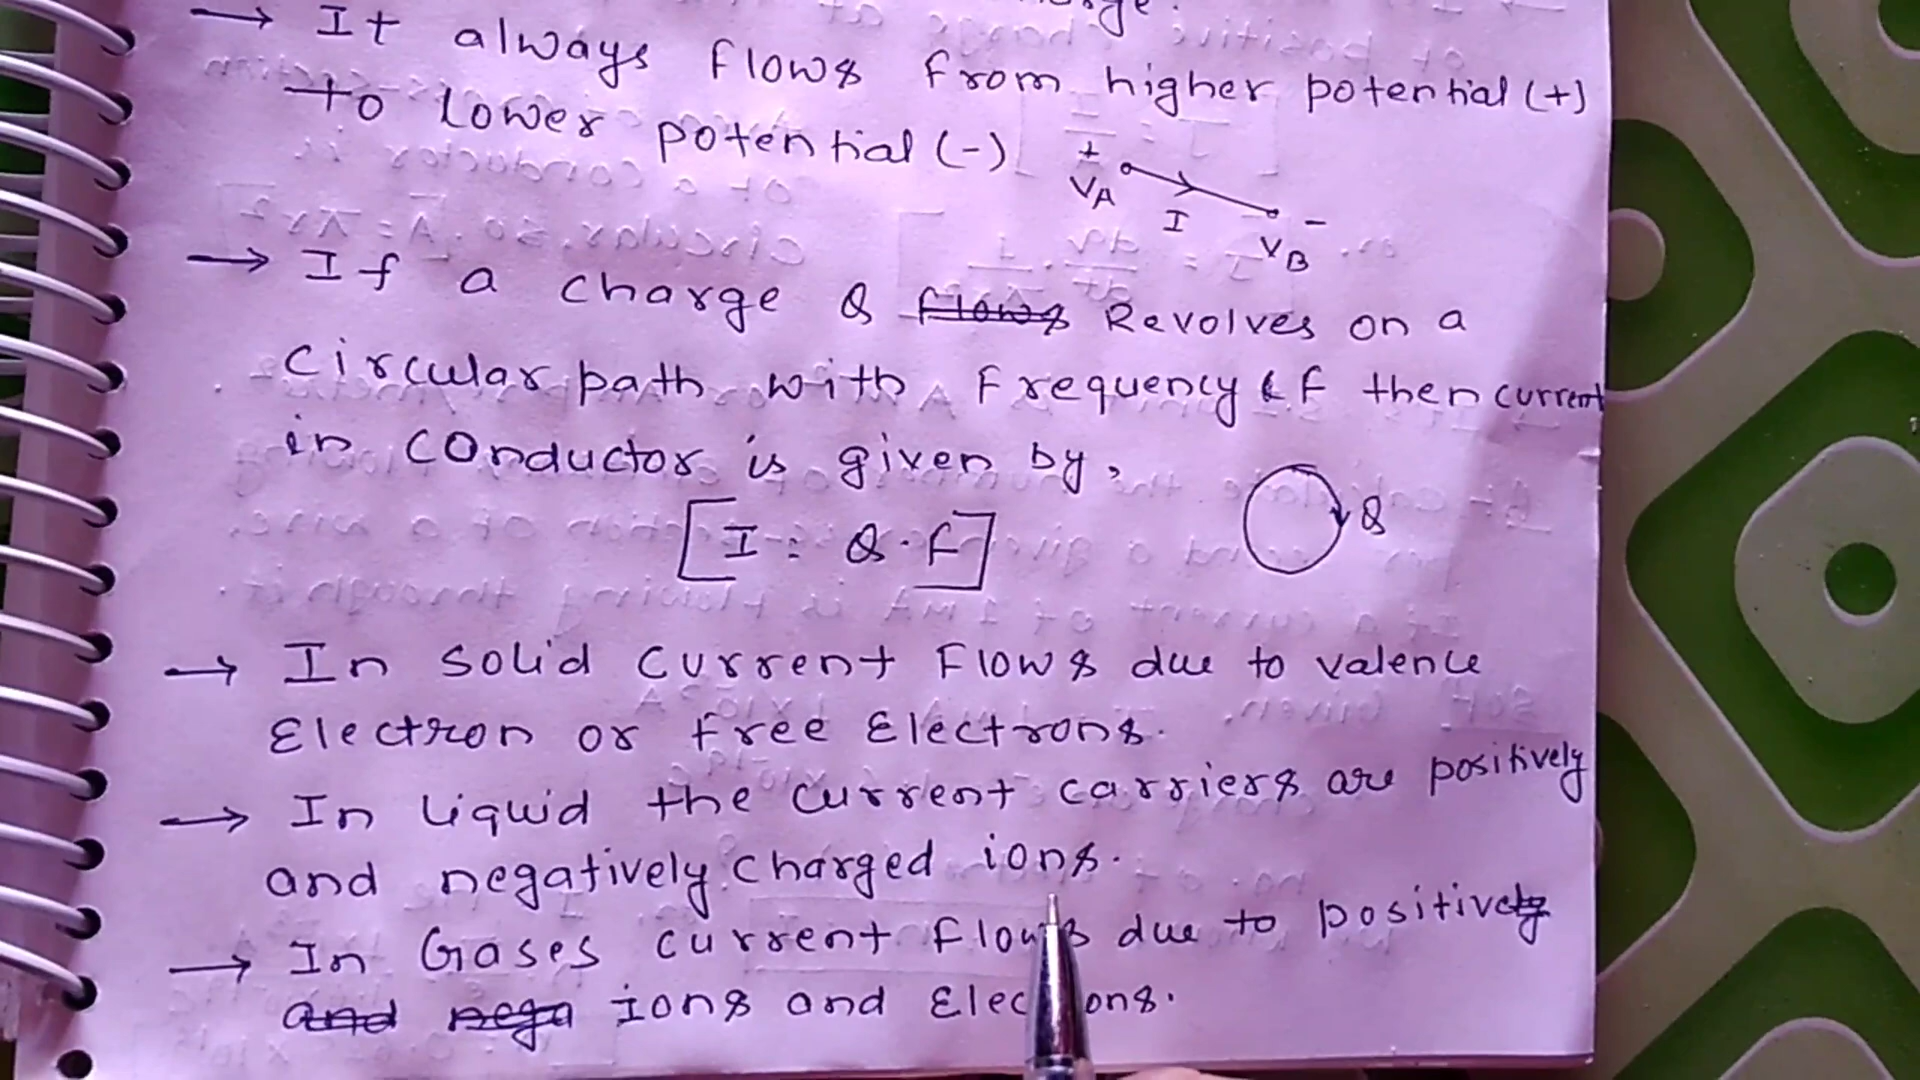 → It always flows from higher potential (+)
to lower potential (-)
+
VA
I
-
VB
→ If a charge Q flows Revolves on a
circular path with Frequency F then current
in conductor is given by,
[I = Q.F]
Q
→ In solid current Flows due to valence
Electron or free Electrons.
→ In liquid the current carriers are positively
and negatively charged ions.
→ In Gases current flows due to positively
and nega ions and Elec ons.